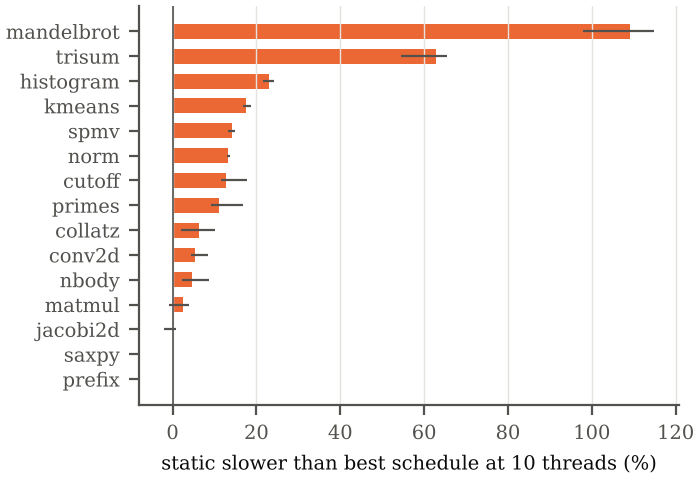 mandelbrot
trisum
histogram
kmeans
spmv
norm
cutoff
primes
collatz
conv2d
nbody
matmul
jacobi2d
saxpy
prefix
0 20 40 60 80 100 120
static slower than best schedule at 10 threads (%)